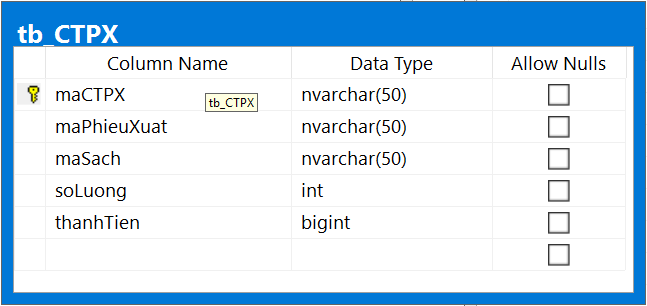 tb_CTPX
Column Name Data Type Allow Nulls
maCTPX nvarchar(50)
tb_CTPX
maPhieuXuat nvarchar(50)
maSach nvarchar(50)
soLuong int
thanhTien bigint